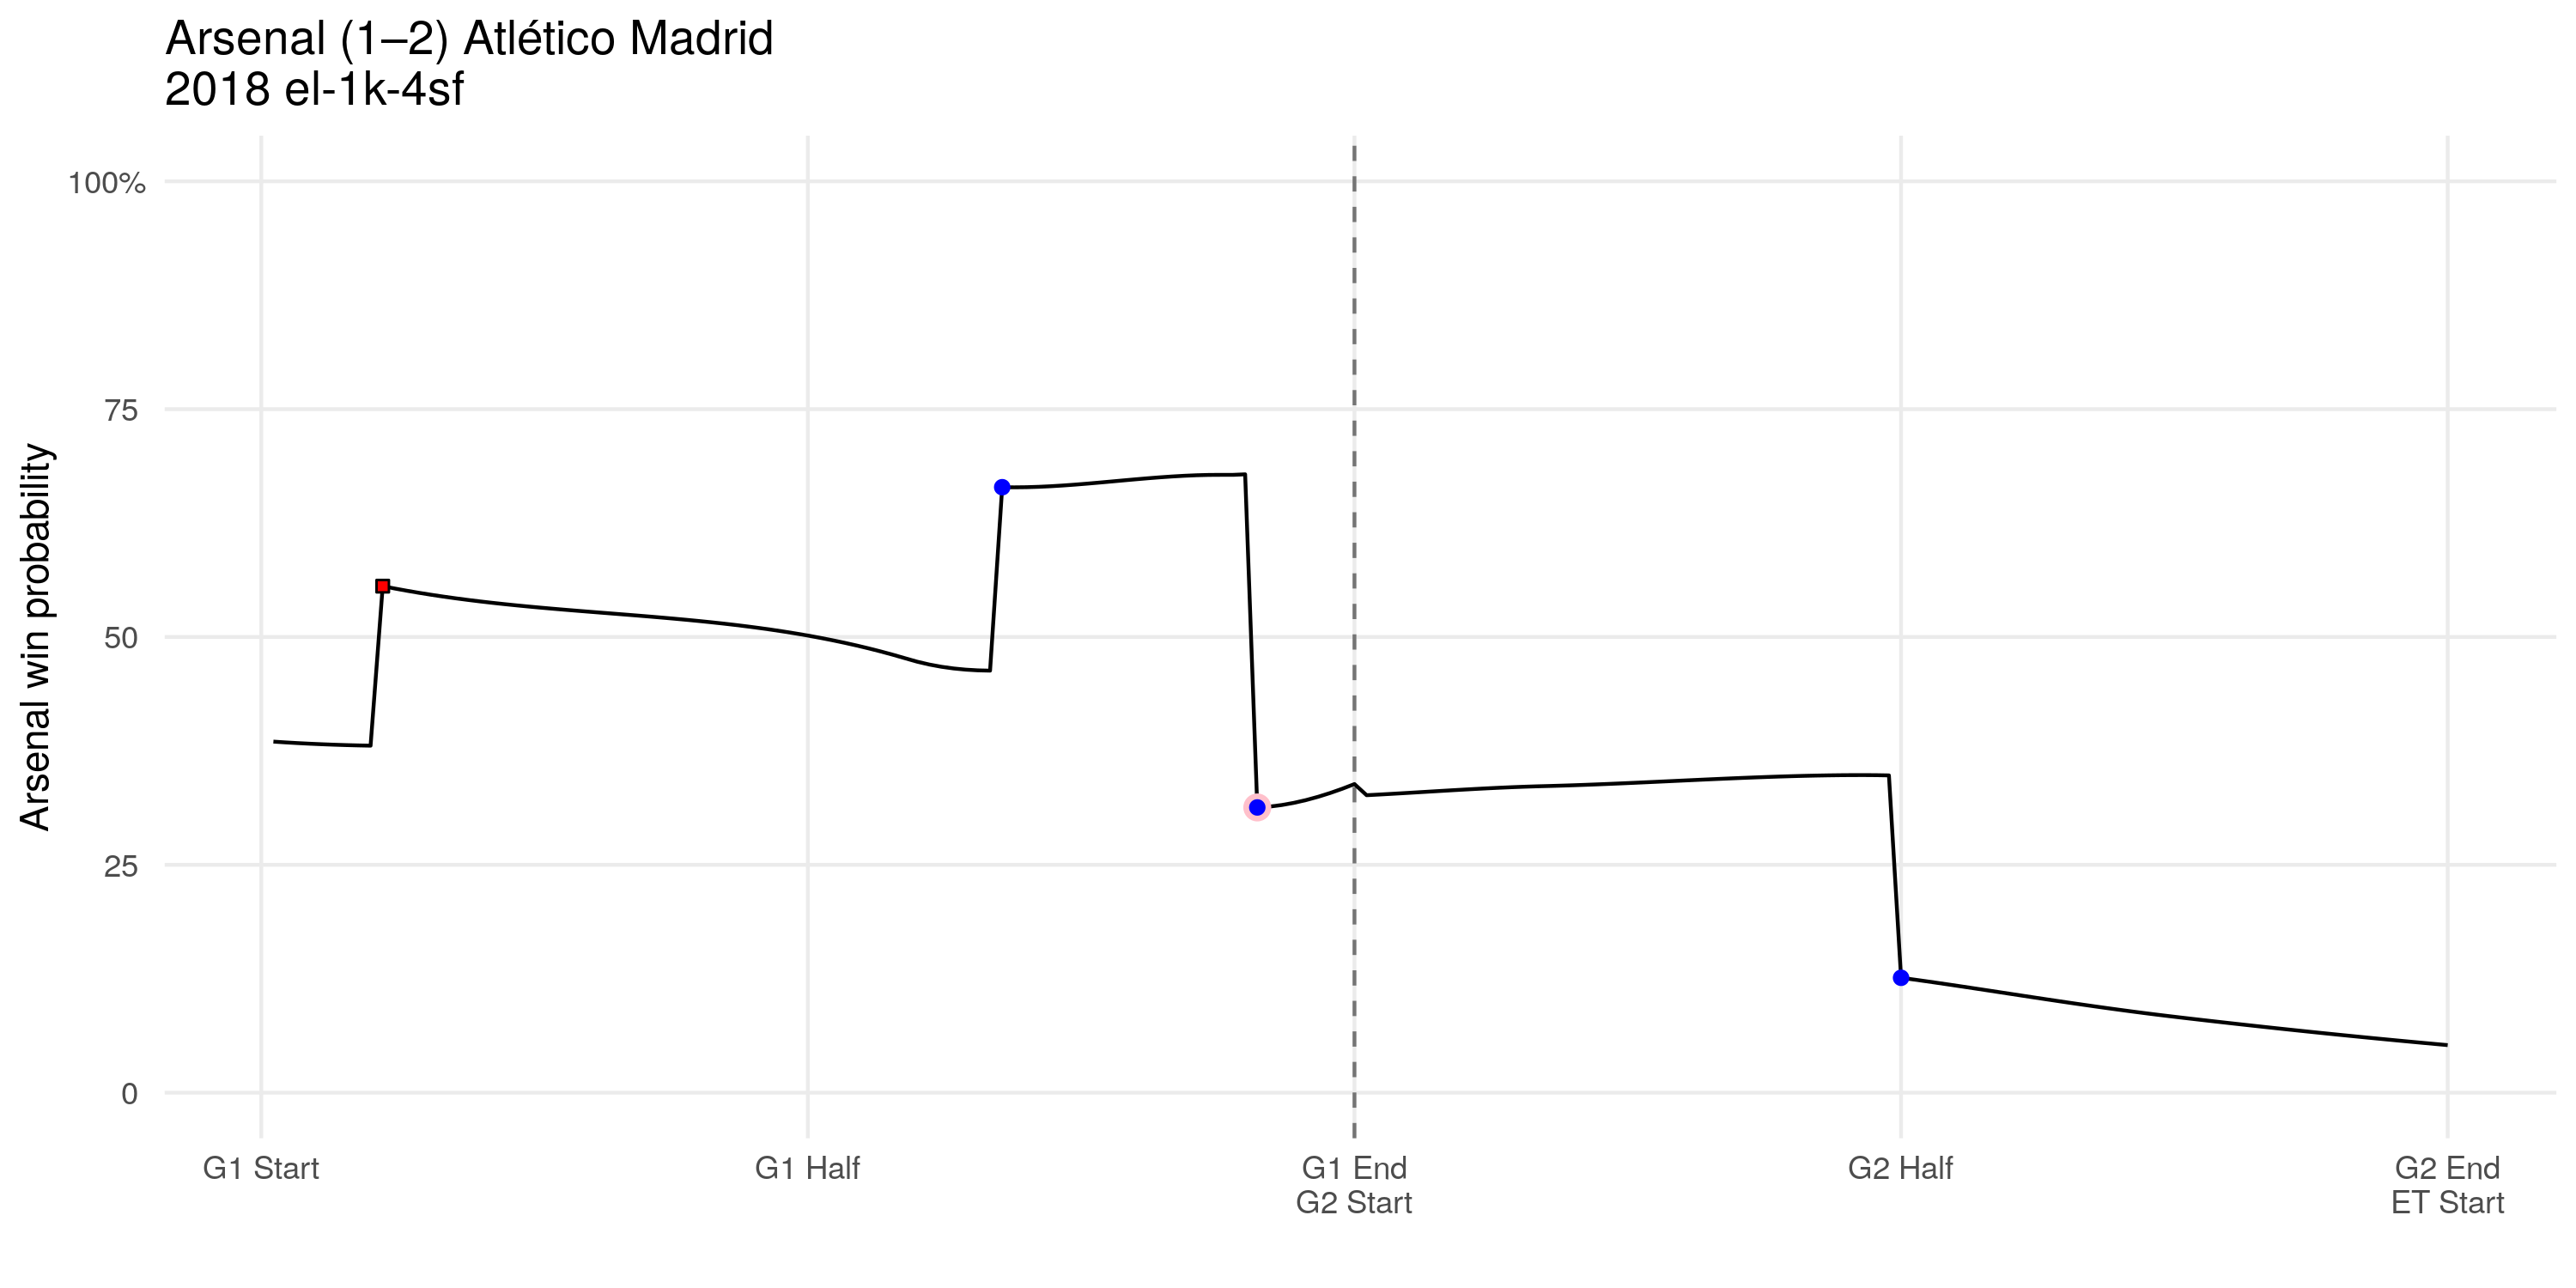 Arsenal (1–2) Atlético Madrid
2018 el-1k-4sf
Arsenal win probability
100%
75
50
25
0
G1 Start
G1 Half
G1 End
G2 Start
G2 Half
G2 End
ET Start